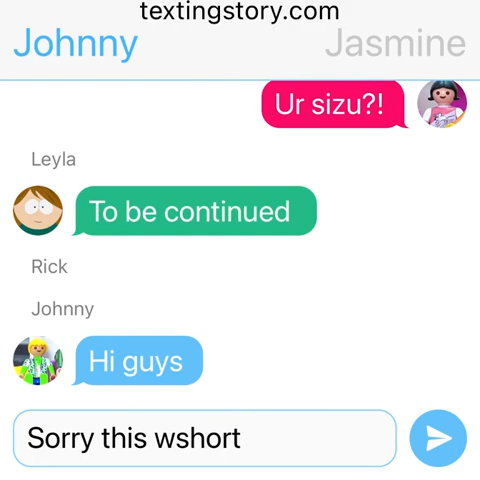 textingstory.com
Johnny Jasmine
Ur sizu?!
Leyla
To be continued
Rick
Johnny
Hi guys
Sorry this wshort